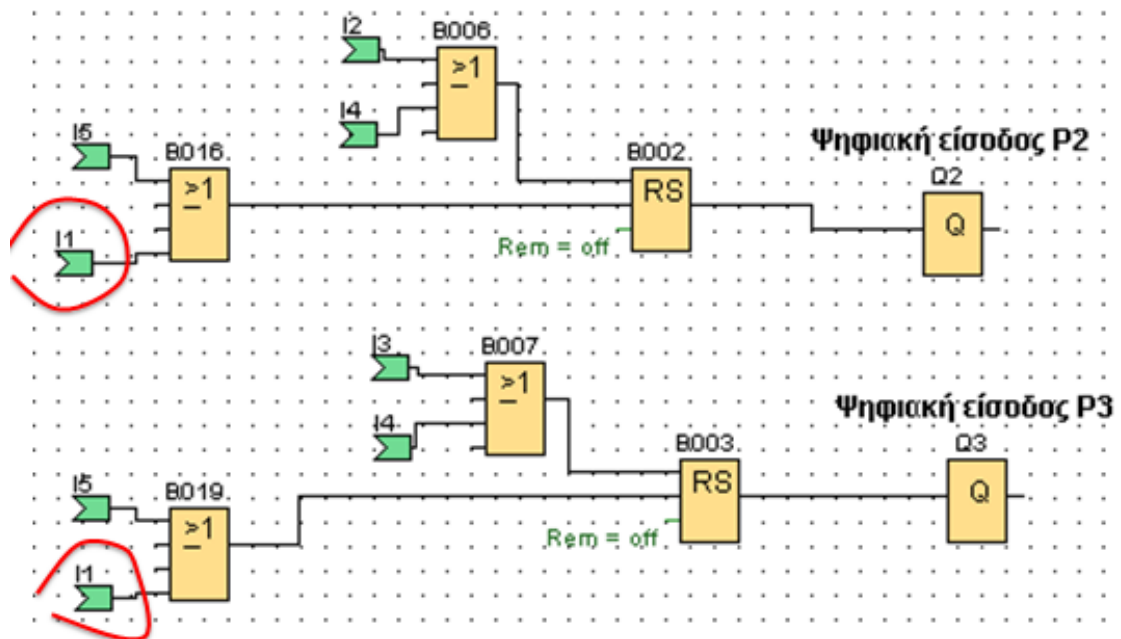 I2
B006
≥1
I4
I5
B016
≥1
I1
B002
RS
Rem = off
Ψηφιακή είσοδος P2
Q2
Q
I3
B007
≥1
I4
I5
B019
≥1
I1
B003
RS
Rem = off
Ψηφιακή είσοδος P3
Q3
Q